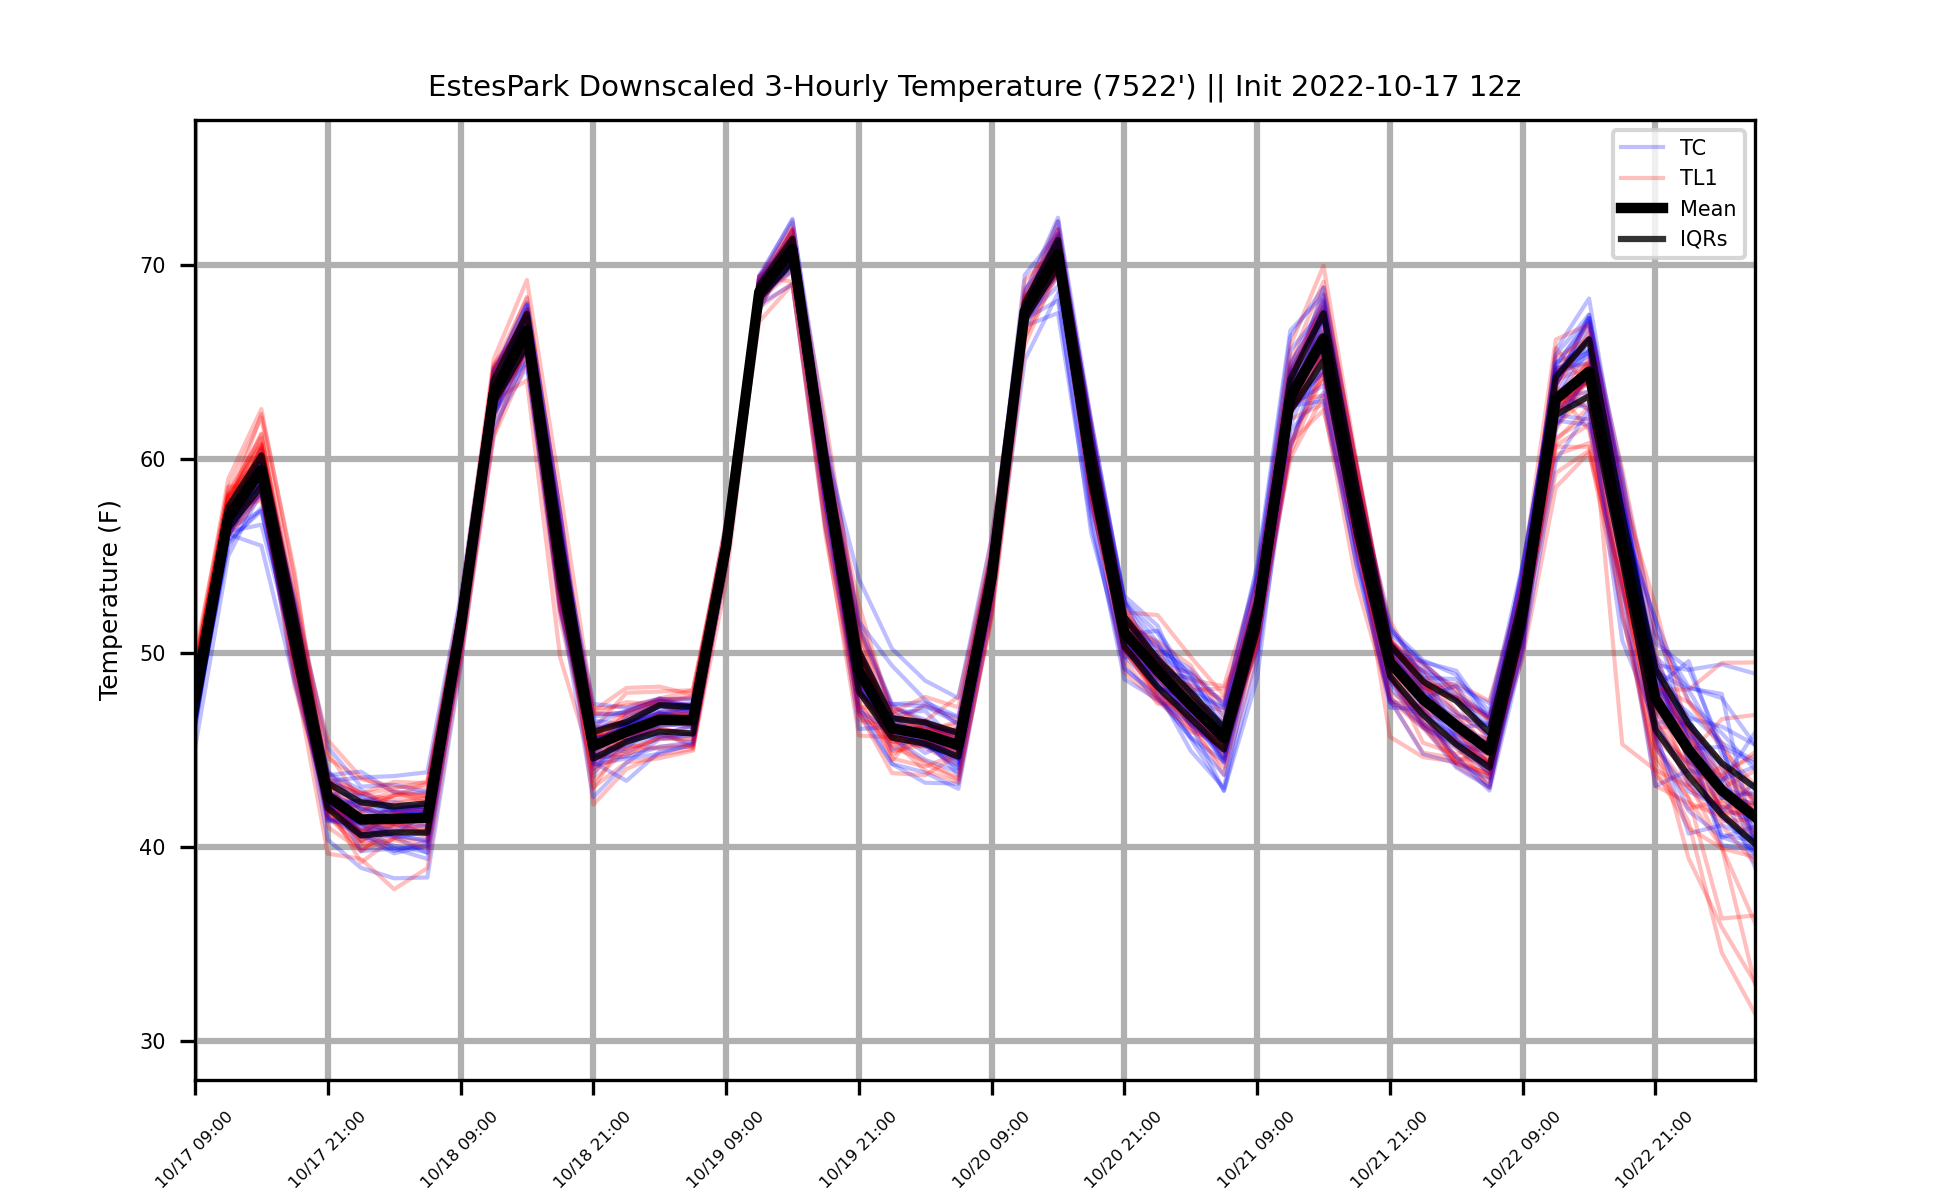 EstesPark Downscaled 3-Hourly Temperature (7522') || Init 2022-10-17 12z
TC
TL1
Mean
IQRs
Temperature (F)
70
60
50
40
30
10/17 09:00
10/17 21:00
10/18 09:00
10/18 21:00
10/19 09:00
10/19 21:00
10/20 09:00
10/20 21:00
10/21 09:00
10/21 21:00
10/22 09:00
10/22 21:00